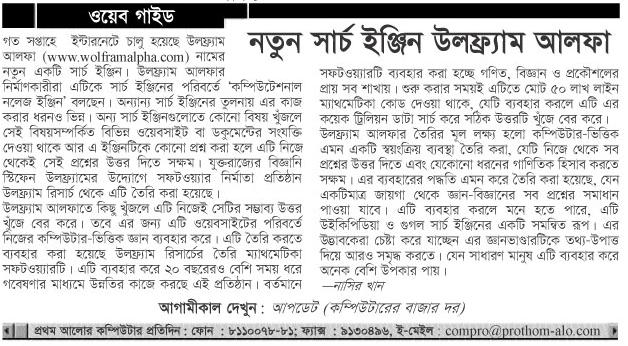 ওয়েব গাইড
নতুন সার্চ ইঞ্জিন উলফ্র্যাম আলফা
গত সপ্তাহে ইন্টারনেটে চালু হয়েছে উলফ্র্যাম
আলফা (www.wolframalpha.com) নামের
নতুন একটি সার্চ ইঞ্জিন। উলফ্র্যাম আলফার
নির্মাণকারীরা এটিকে সার্চ ইঞ্জিনের পরিবর্তে ‘কম্পিউটেশনাল
নলেজ ইঞ্জিন’ বলছেন। অন্যান্য সার্চ ইঞ্জিনের তুলনায় এর কাজ
করার ধরনও ভিন্ন। অন্য সার্চ ইঞ্জিনগুলোতে কোনো বিষয় খুঁজলে
সেই বিষয়সম্পর্কিত বিভিন্ন ওয়েবসাইট বা ডকুমেন্টের সংযুক্তি
দেওয়া থাকে আর এ ইঞ্জিনটিকে কোনো প্রশ্ন করা হলে এটি নিজে
থেকেই সেই প্রশ্নের উত্তর দিতে সক্ষম। যুক্তরাজ্যের বিজ্ঞানি
স্টিফেন উলফ্র্যামের উদ্যোগে সফটওয়্যার নির্মাতা প্রতিষ্ঠান
উলফ্র্যাম রিসার্চ থেকে এটি তৈরি করা হয়েছে।
উলফ্র্যাম আলফাতে কিছু খুঁজলে এটি নিজেই সেটির সম্ভাব্য উত্তর
খুঁজে বের করে। তবে এর জন্য এটি ওয়েবসাইটের পরিবর্তে
নিজের কম্পিউটার-ভিত্তিক জ্ঞান ব্যবহার করে। এটি তৈরি করতে
ব্যবহার করা হয়েছে উলফ্র্যাম রিসার্চের তৈরি ম্যাথমেটিকা
সফটওয়্যারটি। এটি ব্যবহার করে ২০ বছরেরও বেশি সময় ধরে
গবেষণার মাধ্যমে উন্নতির কাজে করছে এই প্রতিষ্ঠান। বর্তমানে
সফটওয়্যারটি ব্যবহার করা হচ্ছে গণিত, বিজ্ঞান ও প্রকৌশলের
প্রায় সব শাখায়। শুরু করার সময়ই এটিতে মোট ৫০ লাখ লাইন
ম্যাথমেটিকা কোড দেওয়া থাকে, যেটি ব্যবহার করলে এটি এর
কয়েক ট্রিলিয়ন ডাটা সার্চ করে সঠিক উত্তরটি খুঁজে বের করে।
উলফ্র্যাম আলফার তৈরির মূল লক্ষ্য হলো কম্পিউটার-ভিত্তিক
এমন একটি স্বয়ংক্রিয় ব্যবস্থা তৈরি করা, যেটি নিজে থেকে সব
প্রশ্নের উত্তর দিতে এবং যেকোনো ধরনের গাণিতিক হিসাব করতে
সক্ষম। এর ব্যবহারের পদ্ধতি এমন করে তৈরি করা হয়েছে, যেন
একটিমাত্র জায়গা থেকে জ্ঞান-বিজ্ঞানের সব প্রশ্নের সমাধান
পাওয়া যাবে। এটি ব্যবহার করলে মনে হতে পারে, এটি
উইকিপিডিয়া ও গুগল সার্চ ইঞ্জিনের একটি সমন্বিত রূপ। এর
উদ্ভাবকেরা চেষ্টা করে যাচ্ছেন এর জ্ঞানভাণ্ডারটিকে তথ্য-উপাত্ত
দিয়ে আরও সমৃদ্ধ করতে। যেন সাধারণ মানুষ এটি ব্যবহার করে
অনেক বেশি উপকার পায়।
—নাসির খান
আগামীকাল দেখুন : আপডেট (কম্পিউটারের বাজার দর)
প্রথম আলোর কম্পিউটার প্রতিদিন : ফোন : ৮১১০০৭৮-৮১; ফ্যাক্স : ৯১৩০৪৯৬, ই-মেইল : compro@prothom-alo.com